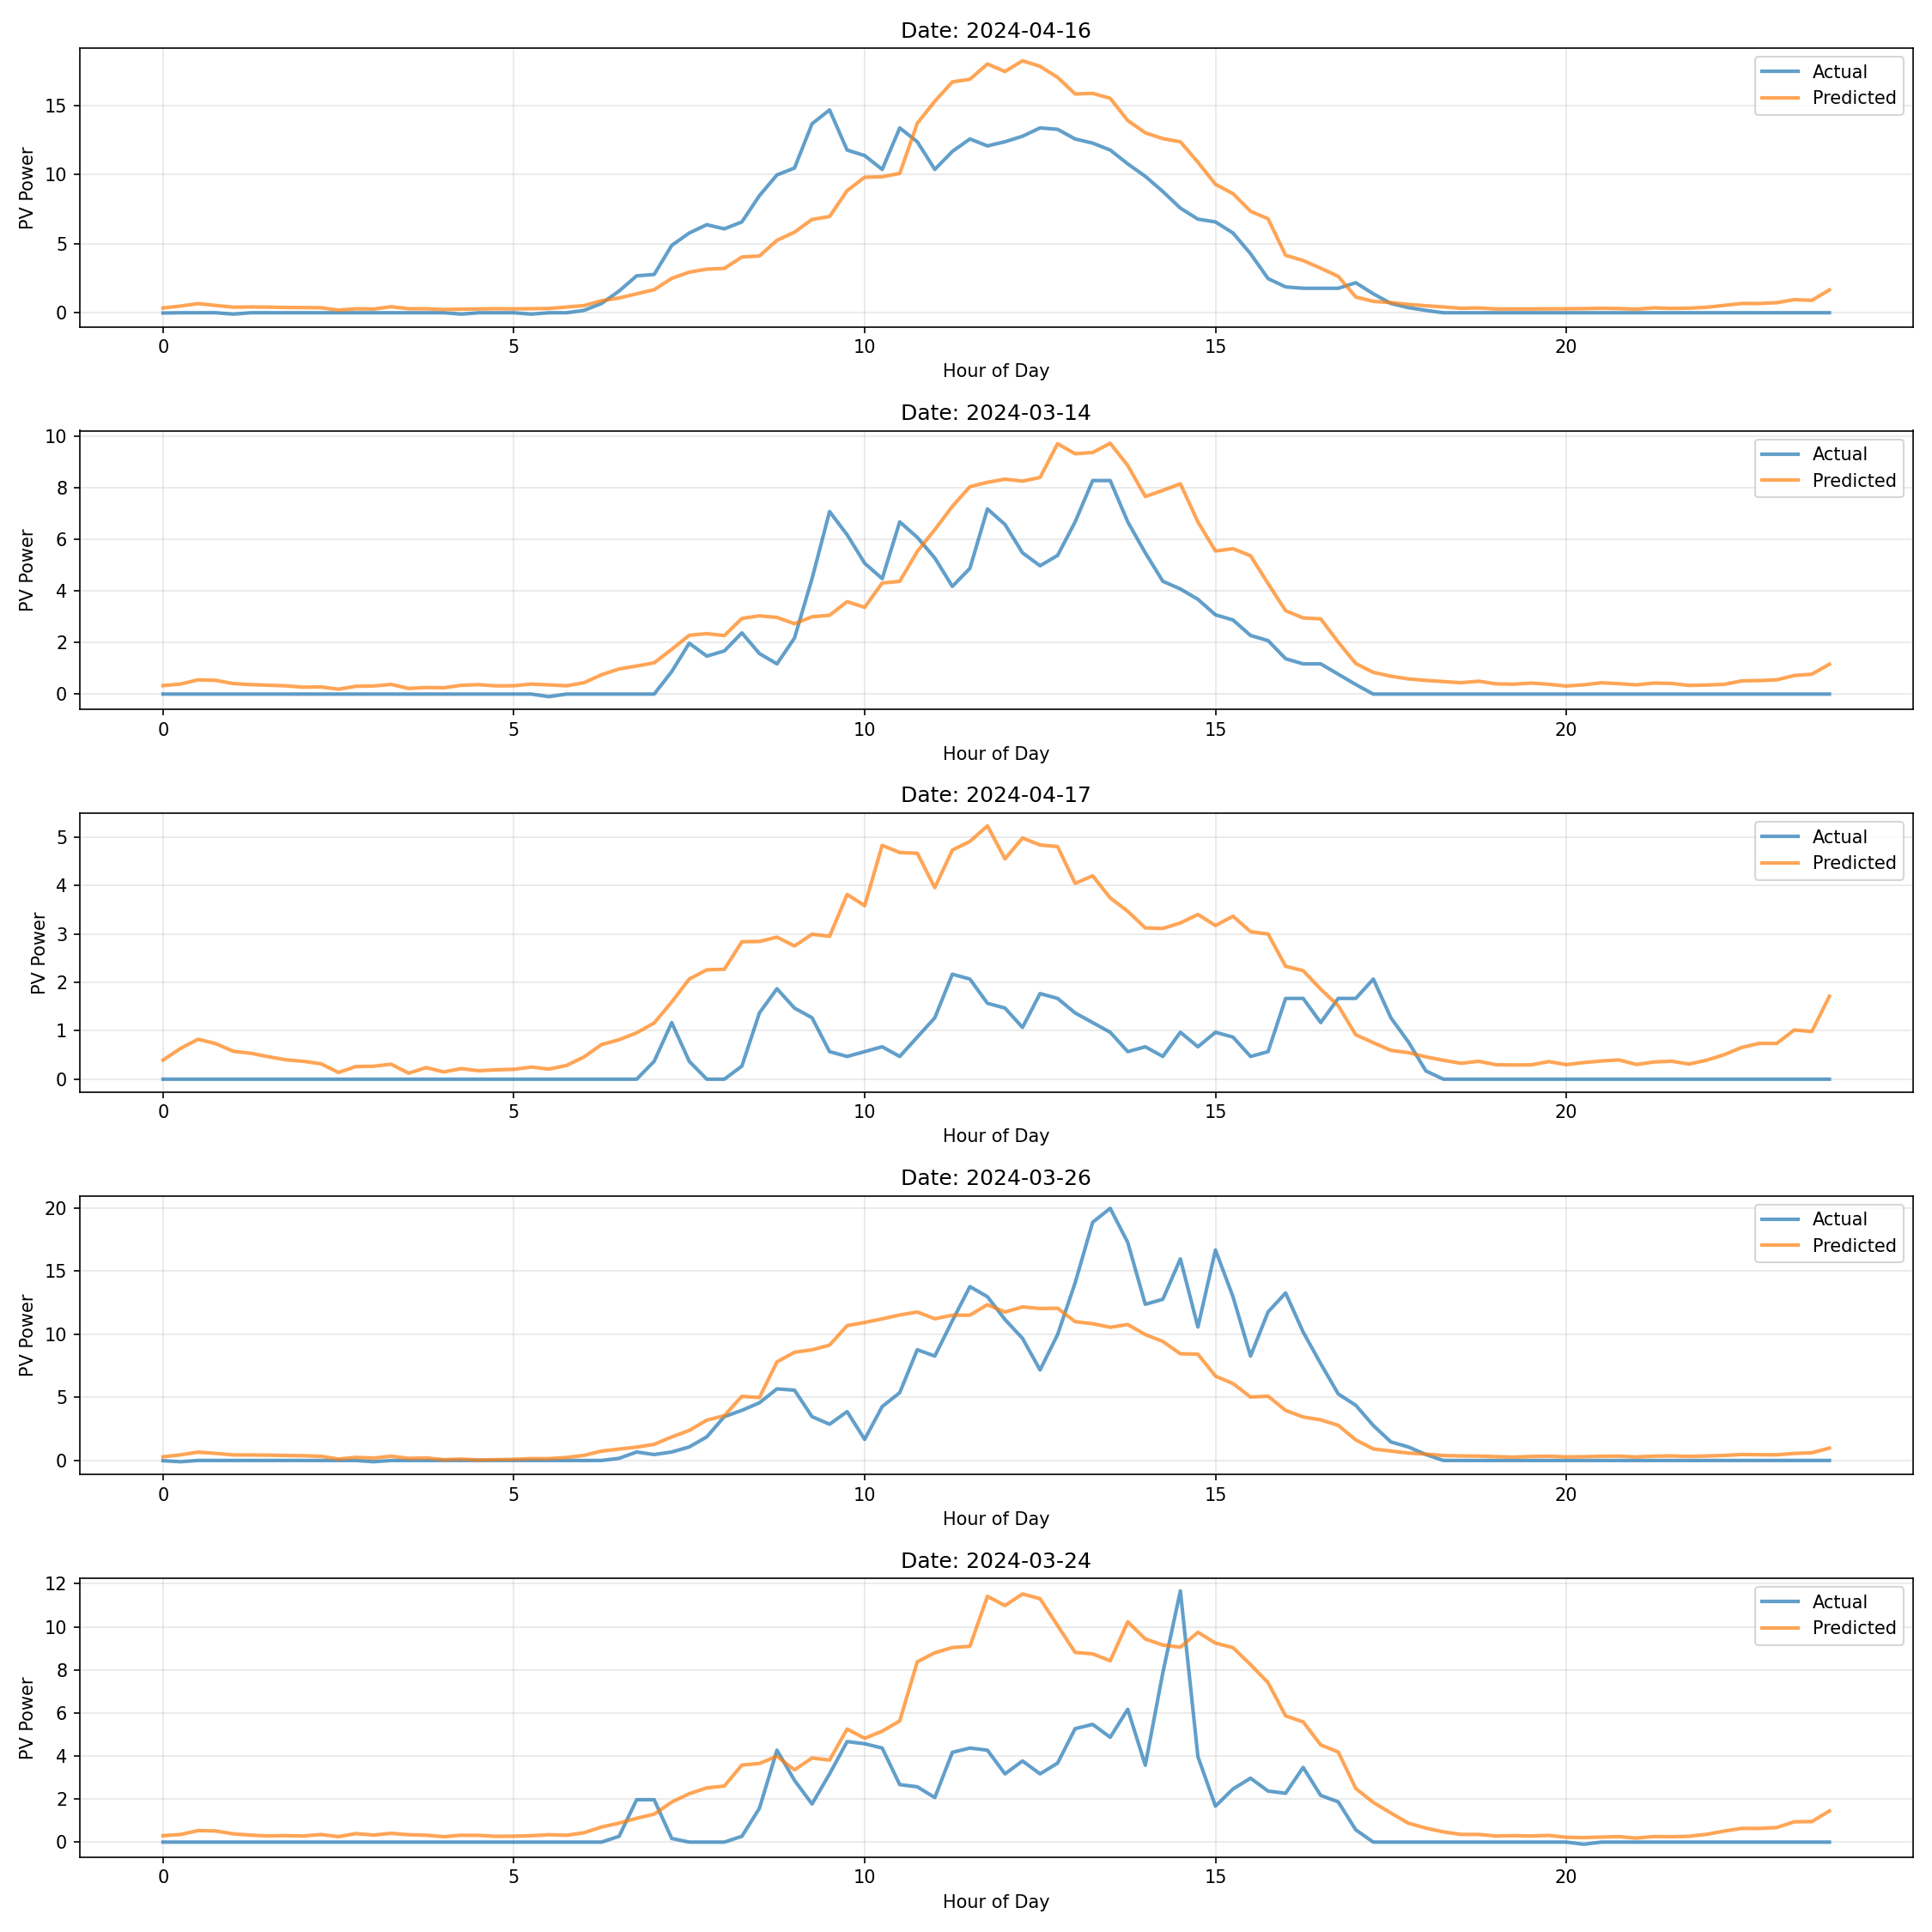 Date: 2024-04-16
Actual
Predicted
PV Power
15
10
5
0
0 5 10 15 20
Hour of Day
Date: 2024-03-14
Actual
Predicted
PV Power
10
8
6
4
2
0
0 5 10 15 20
Hour of Day
Date: 2024-04-17
Actual
Predicted
PV Power
5
4
3
2
1
0
0 5 10 15 20
Hour of Day
Date: 2024-03-26
Actual
Predicted
PV Power
20
15
10
5
0
0 5 10 15 20
Hour of Day
Date: 2024-03-24
Actual
Predicted
PV Power
12
10
8
6
4
2
0
0 5 10 15 20
Hour of Day